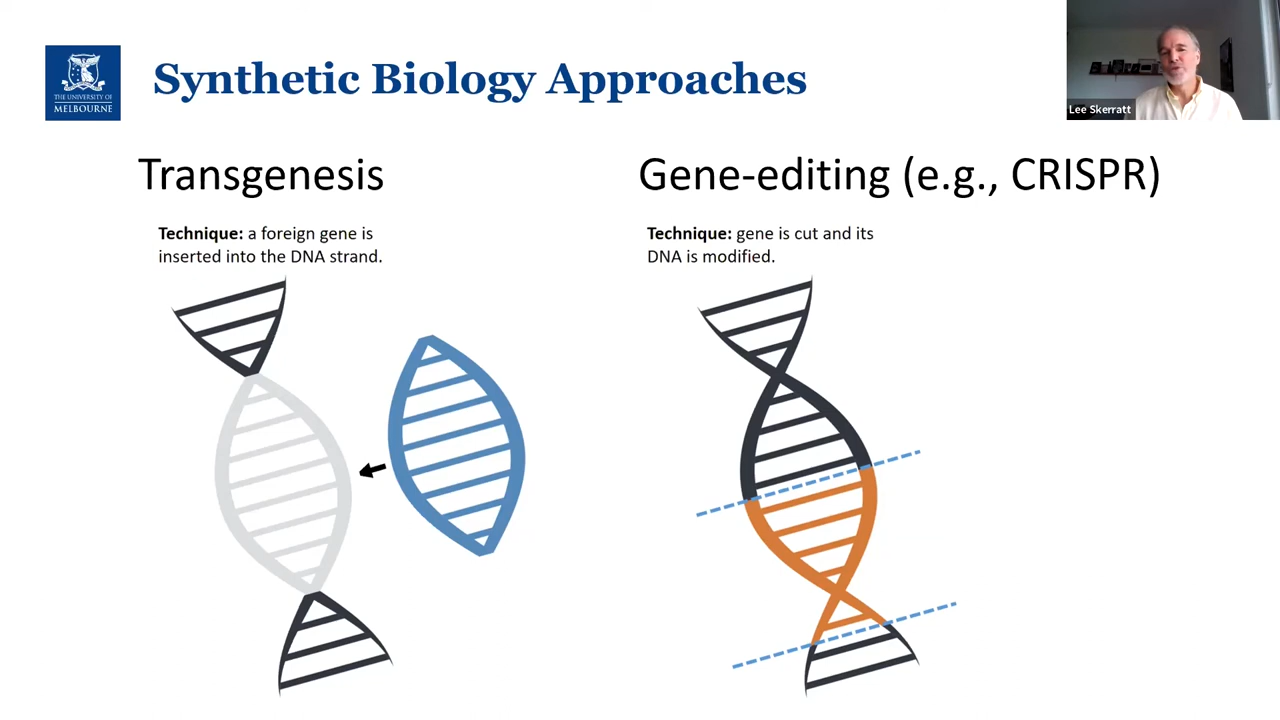 THE UNIVERSITY OF
MELBOURNE
Synthetic Biology Approaches
Lee Skerratt
Transgenesis
Technique: a foreign gene is
inserted into the DNA strand.
Gene-editing (e.g., CRISPR)
Technique: gene is cut and its
DNA is modified.